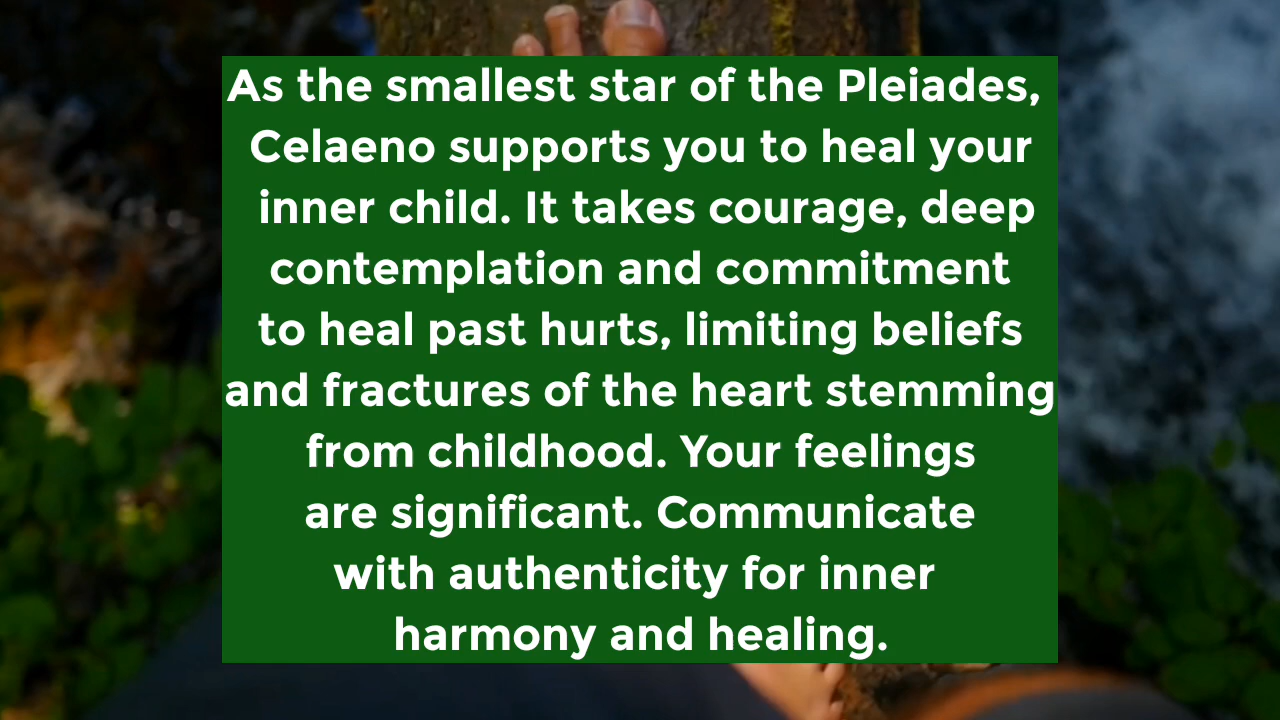 As the smallest star of the Pleiades,
Celaeno supports you to heal your
inner child. It takes courage, deep
contemplation and commitment
to heal past hurts, limiting beliefs
and fractures of the heart stemming
from childhood. Your feelings
are significant. Communicate
with authenticity for inner
harmony and healing.